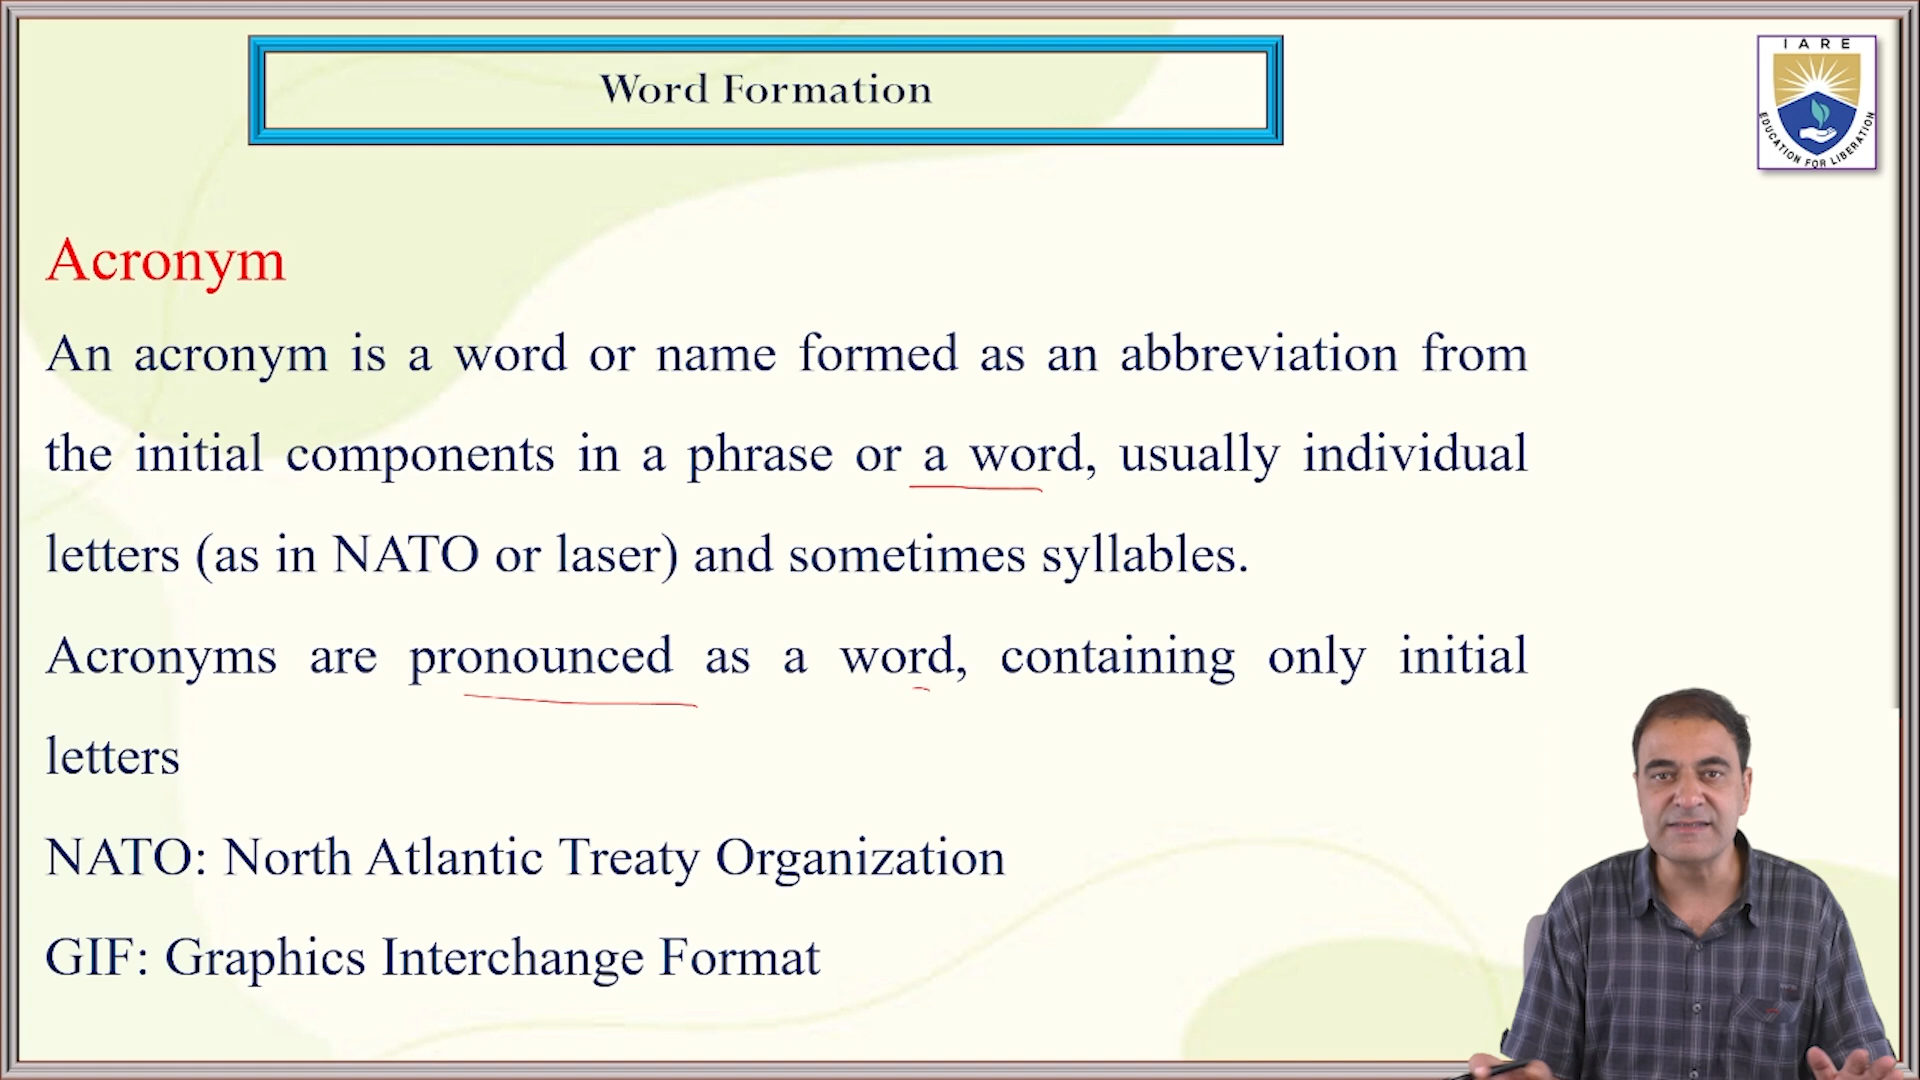 Word Formation
IARE
EDUCATION FOR LIBERATION
Acronym
An acronym is a word or name formed as an abbreviation from
the initial components in a phrase or a word, usually individual
letters (as in NATO or laser) and sometimes syllables.
Acronyms are pronounced as a word, containing only initial
letters
NATO: North Atlantic Treaty Organization
GIF: Graphics Interchange Format